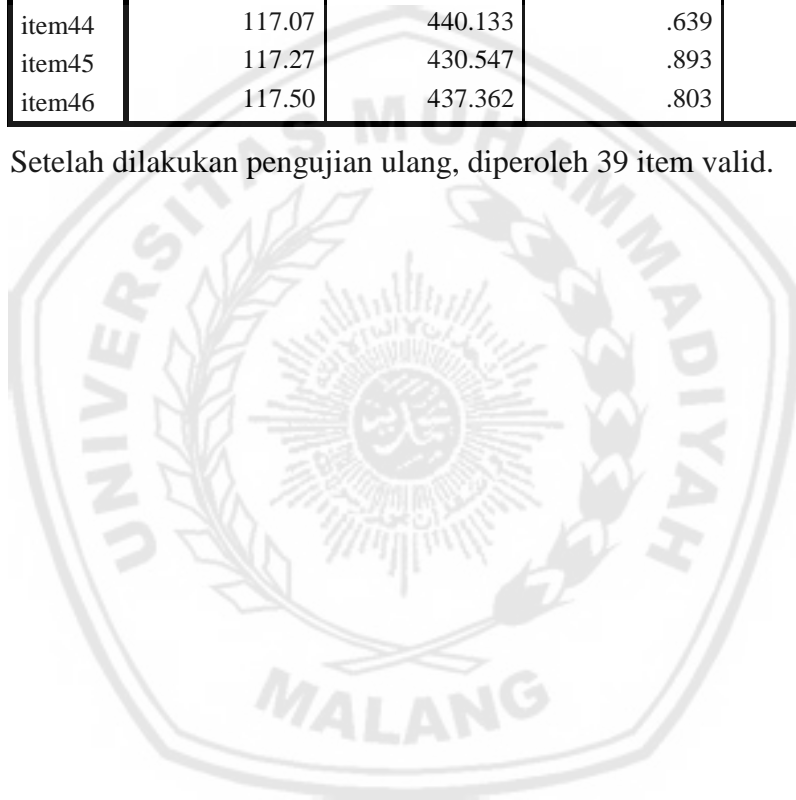 item44 117.07 440.133 .639
item45 117.27 430.547 .893
item46 117.50 437.362 .803
Setelah dilakukan pengujian ulang, diperoleh 39 item valid.
UNIVERSITAS MUHAMMADIYAH
MALANG